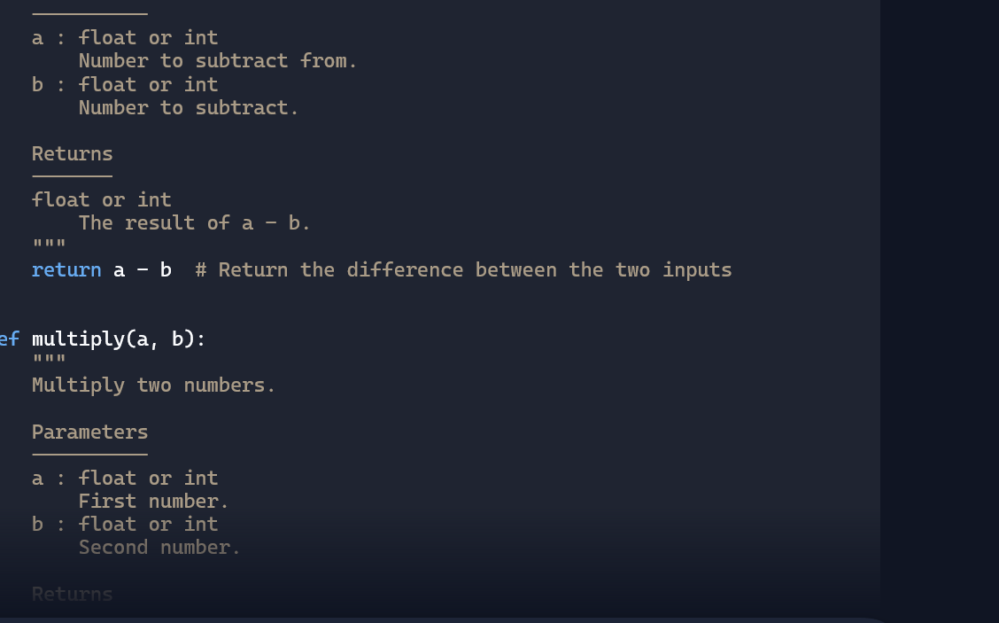 ----------
a : float or int
    Number to subtract from.
b : float or int
    Number to subtract.

Returns
-------
float or int
    The result of a - b.
"""
return a - b  # Return the difference between the two inputs

ef multiply(a, b):
"""
Multiply two numbers.

Parameters
----------
a : float or int
    First number.
b : float or int
    Second number.

Returns